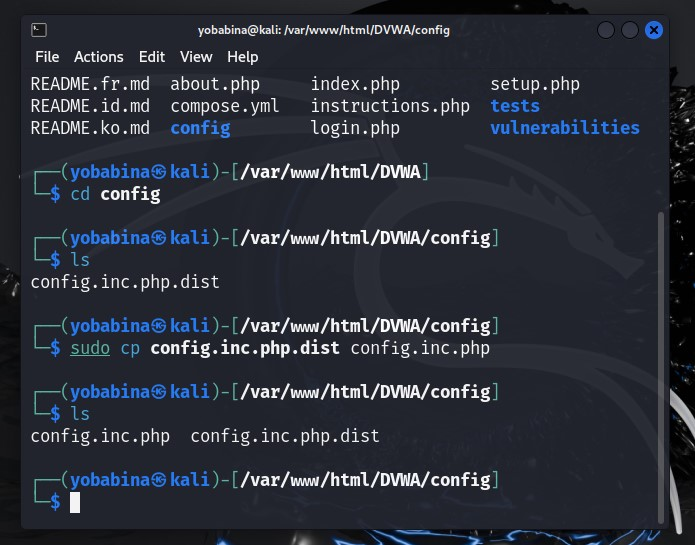 yobabina@kali: /var/www/html/DVWA/config
File Actions Edit View Help
README.fr.md about.php index.php setup.php
README.id.md compose.yml instructions.php tests
README.ko.md config login.php vulnerabilities
┌──(yobabina㉿kali)-[/var/www/html/DVWA]
└─$ cd config
┌──(yobabina㉿kali)-[/var/www/html/DVWA/config]
└─$ ls
config.inc.php.dist
┌──(yobabina㉿kali)-[/var/www/html/DVWA/config]
└─$ sudo cp config.inc.php.dist config.inc.php
┌──(yobabina㉿kali)-[/var/www/html/DVWA/config]
└─$ ls
config.inc.php config.inc.php.dist
┌──(yobabina㉿kali)-[/var/www/html/DVWA/config]
└─$